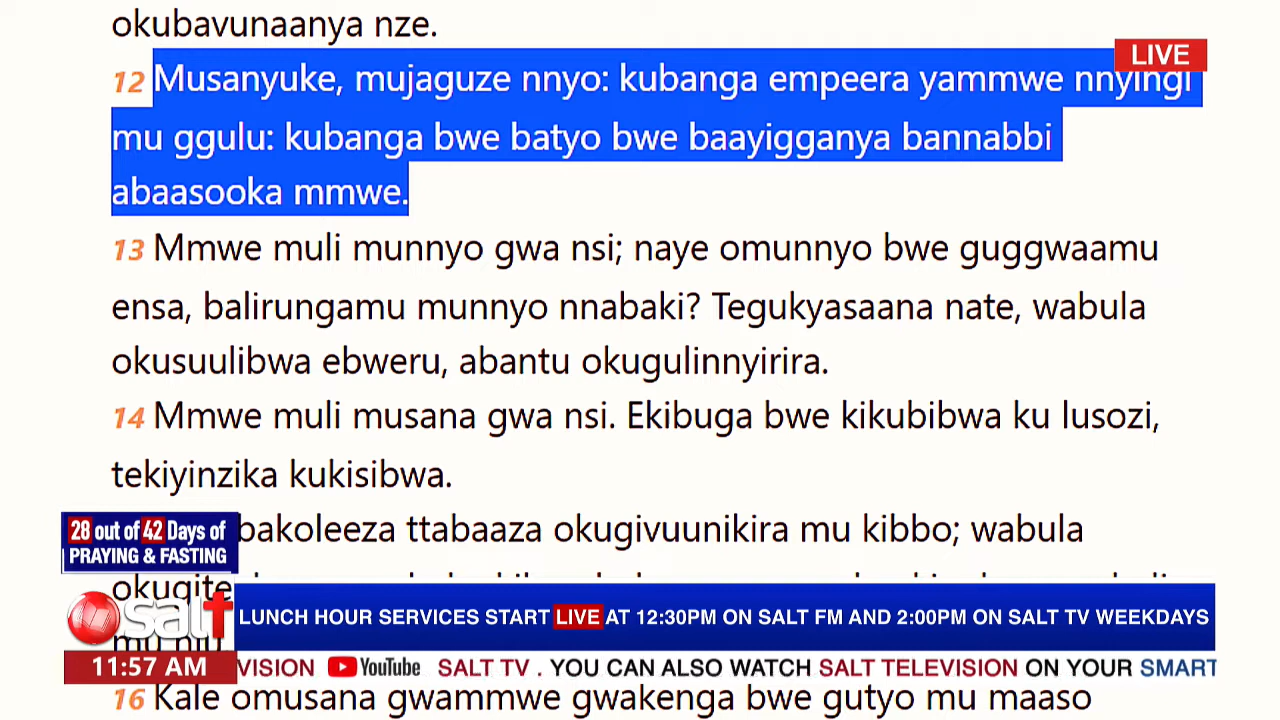 okubavunaanya nze.
LIVE
12 Musanyuke, mujaguze nnyo: kubanga empeera yammwe nnyingi
mu ggulu: kubanga bwe batyo bwe baayigganya bannabbi
abaasooka mmwe.
13 Mmwe muli munnyo gwa nsi; naye omunnyo bwe guggwaamu
ensa, balirungamu munnyo nnabaki? Tegukyasaana nate, wabula
okusuulibwa ebweru, abantu okugulinnyirira.
14 Mmwe muli musana gwa nsi. Ekibuga bwe kikubibwa ku lusozi,
tekiyinzika kukisibwa.
bakoleeza ttabaaza okugivuunikira mu kibbo; wabula
28 out of 42 Days of
PRAYING & FASTING
salt
LUNCH HOUR SERVICES START LIVE AT 12:30PM ON SALT FM AND 2:00PM ON SALT TV WEEKDAYS
11:57 AM
VISION YouTube SALT TV . YOU CAN ALSO WATCH SALT TELEVISION ON YOUR SMART
16 Kale omusana gwammwe gwakenga bwe gutyo mu maaso